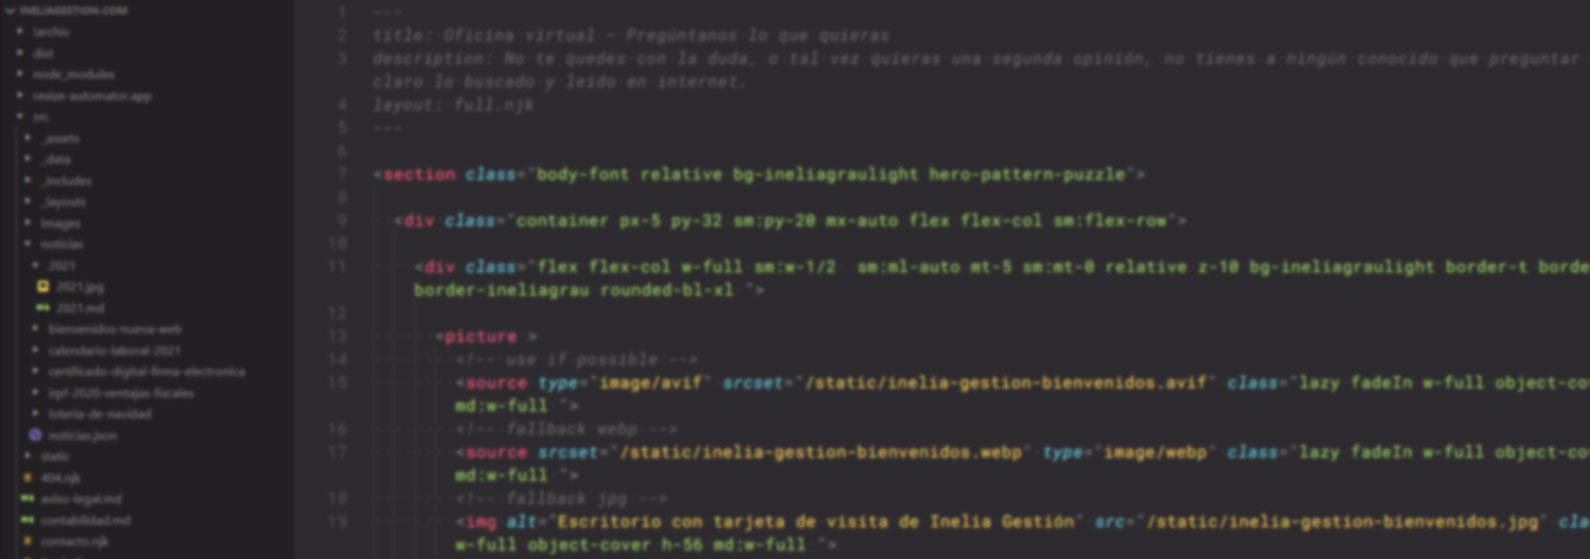 INELIAGESTION.COM
!archiv
dist
node_modules
resize-automator.app
src
_assets
_data
_includes
_layouts
images
noticias
2021
2021.jpg
2021.md
bienvenidos-nueva-web
calendario-laboral-2021
certificado-digital-firma-electronica
irpf-2020-ventajas-fiscales
loteria-de-navidad
noticias.json
static
404.njk
aviso-legal.md
contabilidad.md
contacto.njk
1 ---
2 title: Oficina virtual - Pregúntanos lo que quieras
3 description: No te quedes con la duda, o tal vez quieras una segunda opinión, no tienes a ningún conocido que preguntar
claro lo buscado y leido en internet.
4 layout: full.njk
5 ---
6
7 <section class="body-font relative bg-ineliagraulight hero-pattern-puzzle">
8
9 <div class="container px-5 py-32 sm:py-20 mx-auto flex flex-col sm:flex-row">
10
11 <div class="flex flex-col w-full sm:w-1/2 sm:ml-auto mt-5 sm:mt-0 relative z-10 bg-ineliagraulight border-t borde
border-ineliagrau rounded-bl-xl ">
12
13 <picture >
14 <!-- use if possible -->
15 <source type="image/avif" srcset="/static/inelia-gestion-bienvenidos.avif" class="lazy fadeIn w-full object-co
md:w-full ">
16 <!-- fallback webp -->
17 <source srcset="/static/inelia-gestion-bienvenidos.webp" type="image/webp" class="lazy fadeIn w-full object-co
md:w-full ">
18 <!-- fallback jpg -->
19 <img alt="Escritorio con tarjeta de visita de Inelia Gestión" src="/static/inelia-gestion-bienvenidos.jpg" cla
w-full object-cover h-56 md:w-full ">